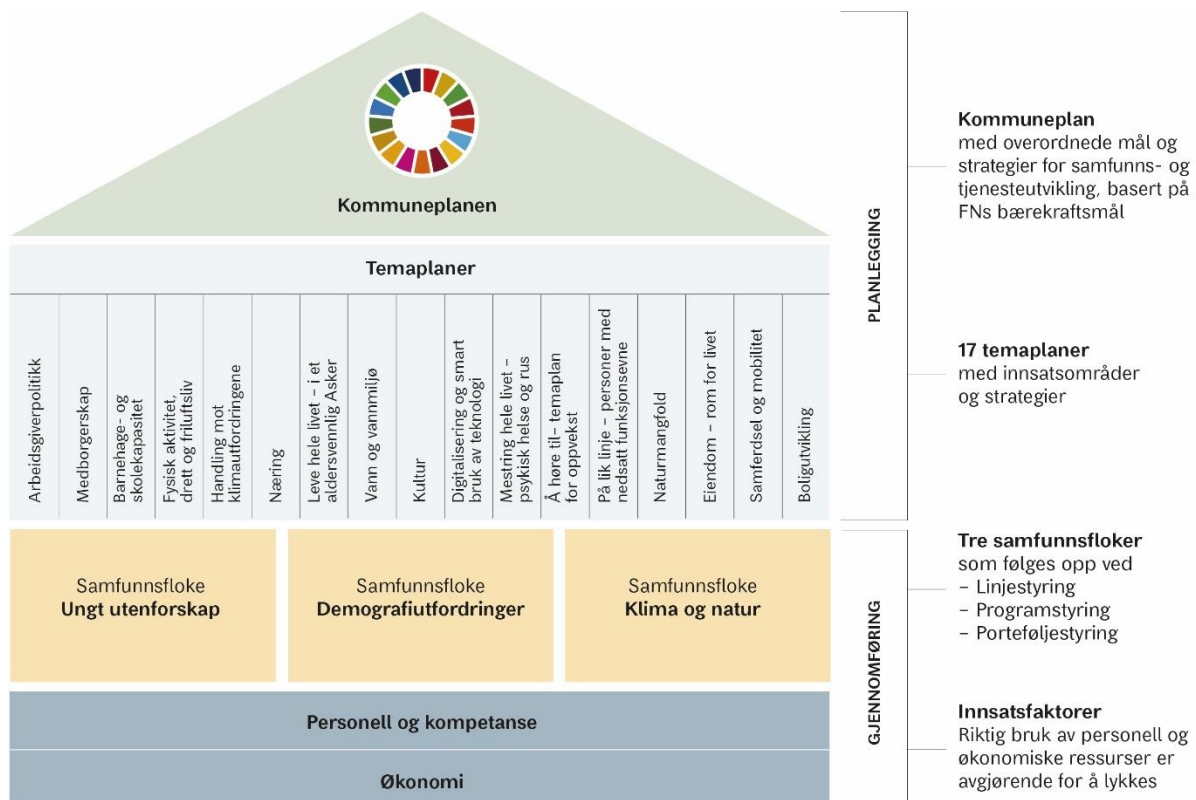 Kommuneplanen
Temaplaner
Arbeidsgiverpolitikk
Medborgerskap
Barnehage- og
skolekapasitet
Fysisk aktivitet,
drett og friluftsliv
Handling mot
klimautfordringene
Næring
Leve hele livet – i et
aldersvennlig Asker
Vann og vannmiljø
Kultur
Digitalisering og smart
bruk av teknologi
Mestring hele livet –
psykisk helse og rus
Å høre til– temaplan
for oppvekst
På lik linje – personer med
nedsatt funksjonsevne
Naturmangfold
Eiendom – rom for livet
Samferdsel og mobilitet
Boligutvikling
Samfunnsfloke
Ungt utenforskap
Samfunnsfloke
Demografiutfordringer
Samfunnsfloke
Klima og natur
Personell og kompetanse
Økonomi
PLANLEGGING
GJENNOMFØRING
Kommuneplan
med overordnede mål og
strategier for samfunns- og
tjenesteutvikling, basert på
FNs bærekraftsmål
17 temaplaner
med innsatsområder
og strategier
Tre samfunnsfloker
som følges opp ved
– Linjestyring
– Programstyring
– Porteføljestyring
Innsatsfaktorer
Riktig bruk av personell og
økonomiske ressurser er
avgjørende for å lykkes